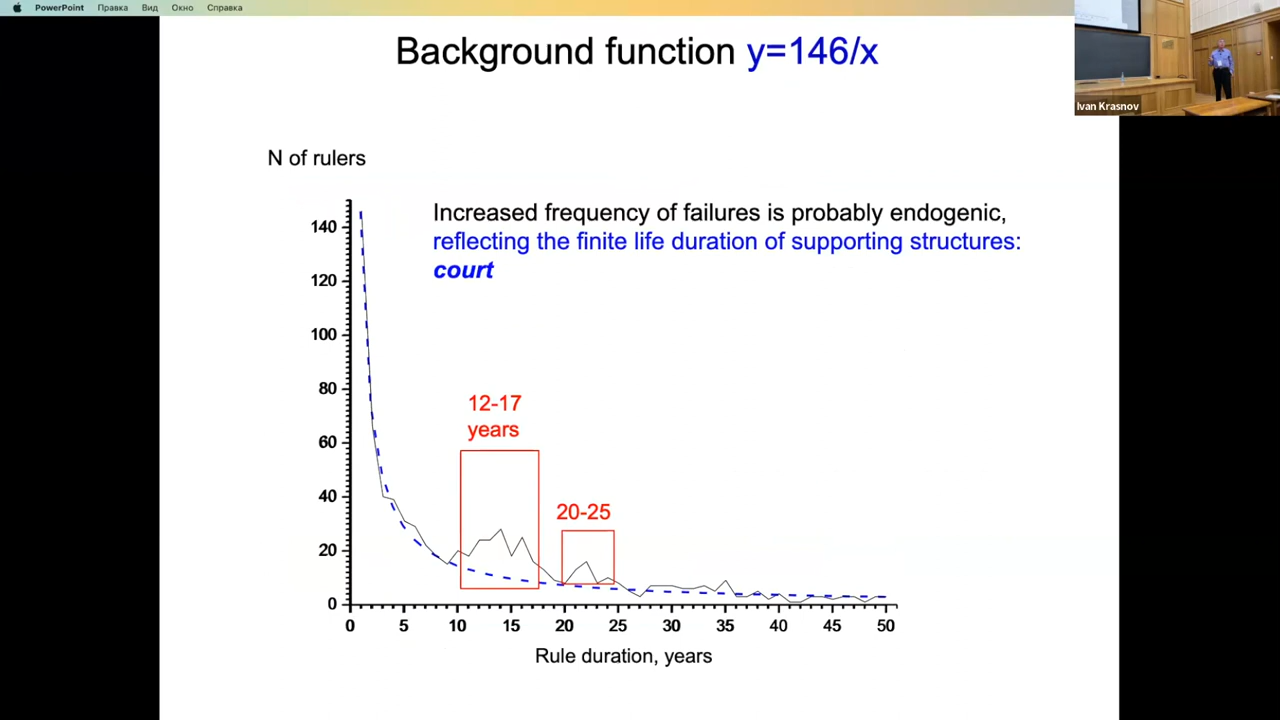 PowerPoint Правка Вид Окно Справка
Background function y=146/x
Ivan Krasnov
N of rulers
Increased frequency of failures is probably endogenic,
reflecting the finite life duration of supporting structures:
court
140
120
100
80
60
40
20
0
12-17
years
20-25
0 5 10 15 20 25 30 35 40 45 50
Rule duration, years